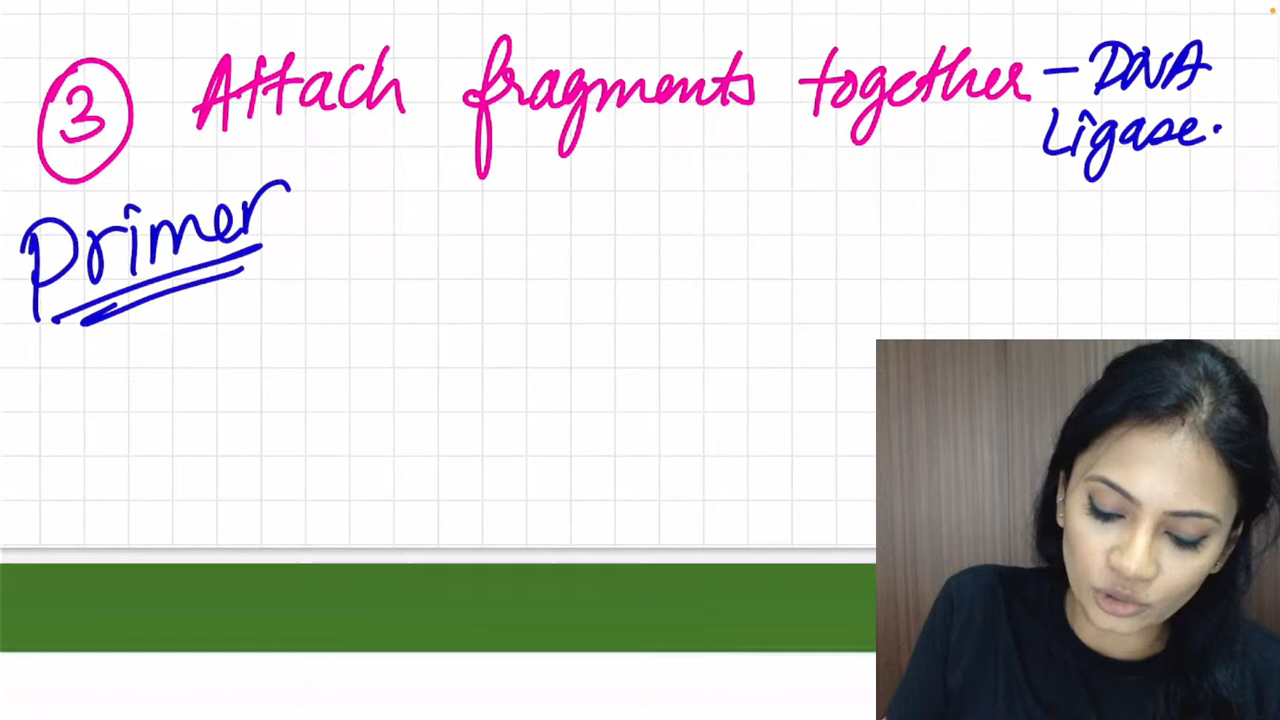 ③ Attach fragments together - DNA
Ligase.
Primer